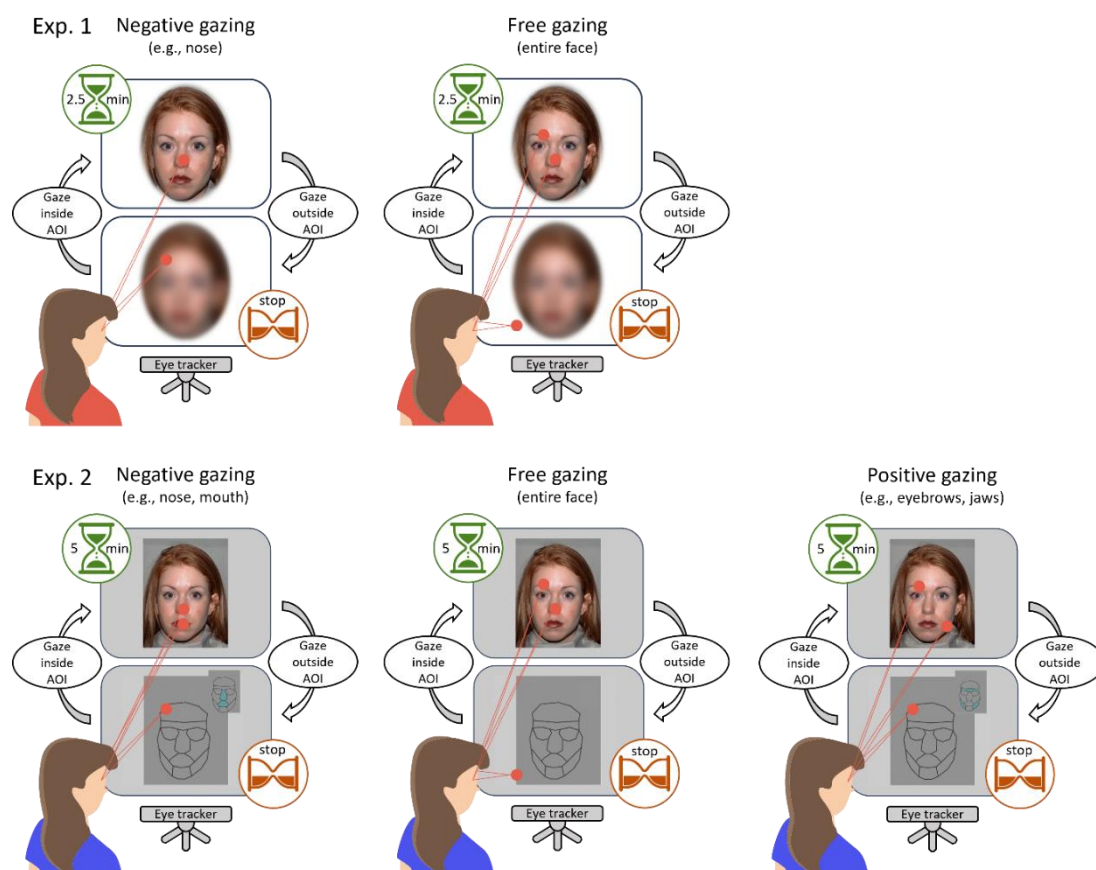 Exp. 1
Negative gazing
(e.g., nose)
2.5 min
Gaze
inside
AOI
Gaze
outside
AOI
stop
Eye tracker
Free gazing
(entire face)
2.5 min
Gaze
inside
AOI
Gaze
outside
AOI
stop
Eye tracker
Exp. 2
Negative gazing
(e.g., nose, mouth)
5 min
Gaze
inside
AOI
Gaze
outside
AOI
stop
Eye tracker
Free gazing
(entire face)
5 min
Gaze
inside
AOI
Gaze
outside
AOI
stop
Eye tracker
Positive gazing
(e.g., eyebrows, jaws)
5 min
Gaze
inside
AOI
Gaze
outside
AOI
stop
Eye tracker